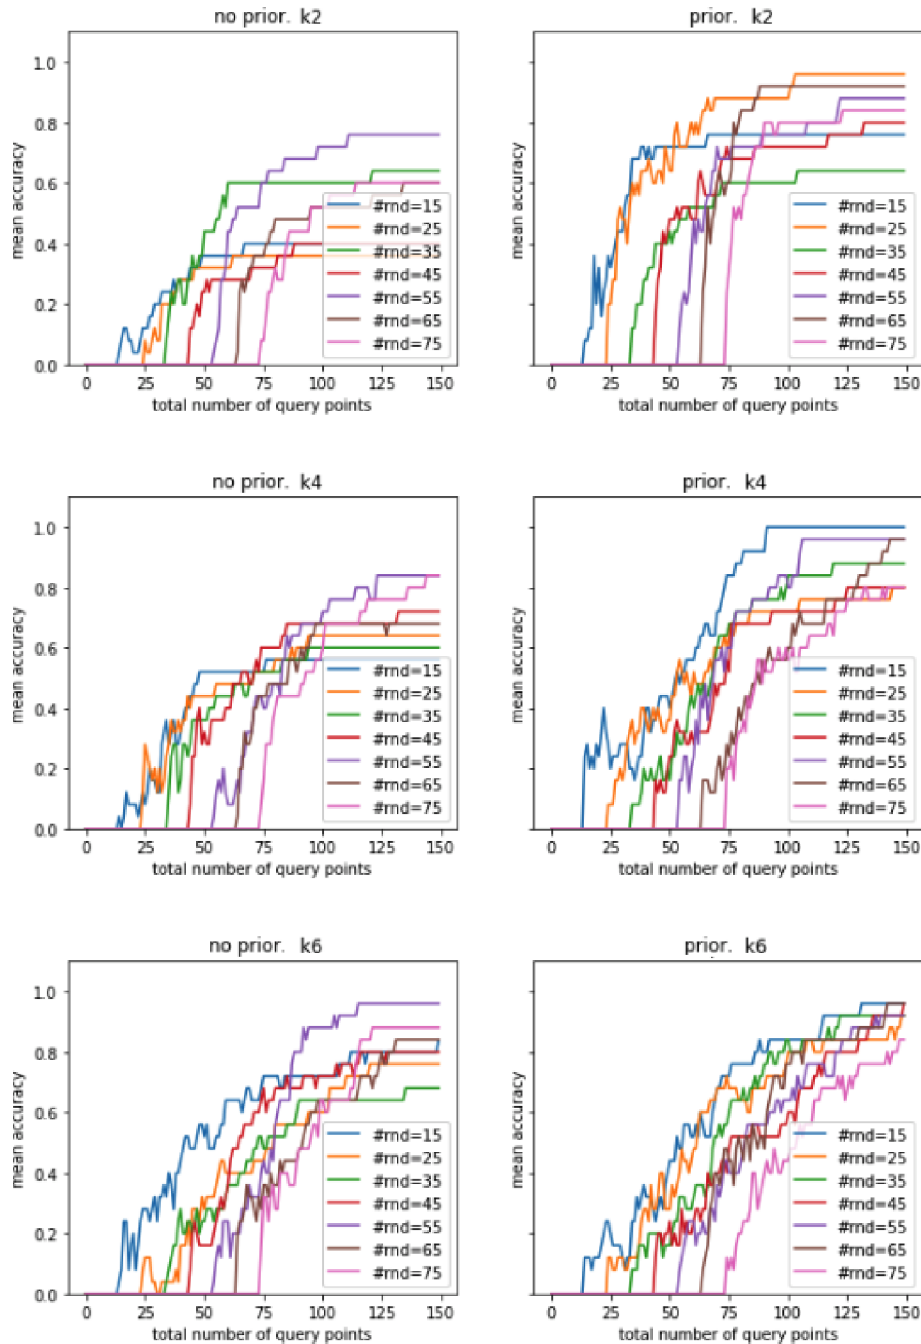 no prior. k2
prior. k2
mean accuracy
1.0
0.8
0.6
0.4
0.2
0.0
#rnd=15
#rnd=25
#rnd=35
#rnd=45
#rnd=55
#rnd=65
#rnd=75
0 25 50 75 100 125 150
total number of query points
mean accuracy
#rnd=15
#rnd=25
#rnd=35
#rnd=45
#rnd=55
#rnd=65
#rnd=75
0 25 50 75 100 125 150
total number of query points
no prior. k4
prior. k4
mean accuracy
1.0
0.8
0.6
0.4
0.2
0.0
#rnd=15
#rnd=25
#rnd=35
#rnd=45
#rnd=55
#rnd=65
#rnd=75
0 25 50 75 100 125 150
total number of query points
mean accuracy
#rnd=15
#rnd=25
#rnd=35
#rnd=45
#rnd=55
#rnd=65
#rnd=75
0 25 50 75 100 125 150
total number of query points
no prior. k6
prior. k6
mean accuracy
1.0
0.8
0.6
0.4
0.2
0.0
#rnd=15
#rnd=25
#rnd=35
#rnd=45
#rnd=55
#rnd=65
#rnd=75
0 25 50 75 100 125 150
total number of query points
mean accuracy
#rnd=15
#rnd=25
#rnd=35
#rnd=45
#rnd=55
#rnd=65
#rnd=75
0 25 50 75 100 125 150
total number of query points